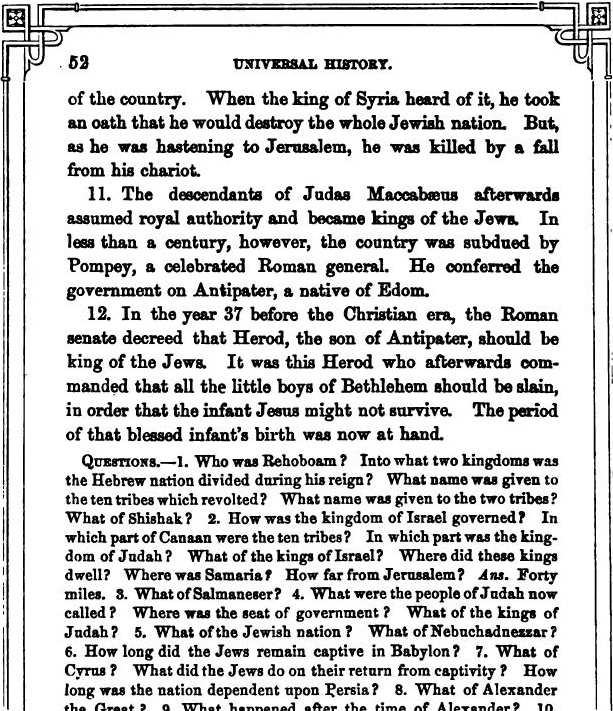 52 UNIVERSAL HISTORY.
of the country. When the king of Syria heard of it, he took
an oath that he would destroy the whole Jewish nation. But,
as he was hastening to Jerusalem, he was killed by a fall
from his chariot.
11. The descendants of Judas Maccabæus afterwards
assumed royal authority and became kings of the Jews. In
less than a century, however, the country was subdued by
Pompey, a celebrated Roman general. He conferred the
government on Antipater, a native of Edom.
12. In the year 37 before the Christian era, the Roman
senate decreed that Herod, the son of Antipater, should be
king of the Jews. It was this Herod who afterwards com-
manded that all the little boys of Bethlehem should be slain,
in order that the infant Jesus might not survive. The period
of that blessed infant's birth was now at hand.
QUESTIONS.—1. Who was Rehoboam? Into what two kingdoms was
the Hebrew nation divided during his reign? What name was given to
the ten tribes which revolted? What name was given to the two tribes?
What of Shishak? 2. How was the kingdom of Israel governed? In
which part of Canaan were the ten tribes? In which part was the king-
dom of Judah? What of the kings of Israel? Where did these kings
dwell? Where was Samaria? How far from Jerusalem? Ans. Forty
miles. 3. What of Salmaneser? 4. What were the people of Judah now
called? Where was the seat of government? What of the kings of
Judah? 5. What of the Jewish nation? What of Nebuchadnezzar?
6. How long did the Jews remain captive in Babylon? 7. What of
Cyrus? What did the Jews do on their return from captivity? How
long was the nation dependent upon Persia? 8. What of Alexander
the Great? 9. What happened after the time of Alexander? 10.